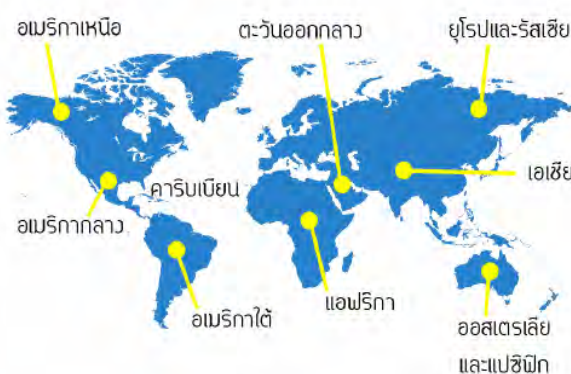 อเมริกาเหนือ
ตะวันออกกลาง
ยุโรปและรัสเซีย
คาริบเบียน
เอเชีย
อเมริกากลาง
อเมริกาใต้
แอฟริกา
ออสเตรเลีย
และแปซิฟิก